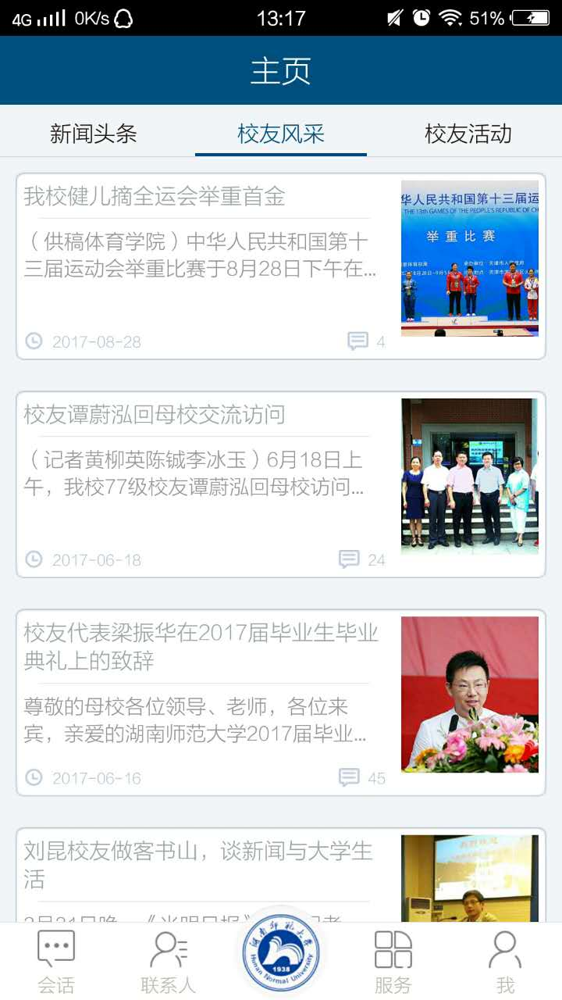 4G 0K/s 13:17 51%
主页
新闻头条 校友风采 校友活动
我校健儿摘全运会举重首金
（供稿体育学院）中华人民共和国第十
三届运动会举重比赛于8月28日下午在...
2017-08-28 4
华人民共和国第十三届运
THE 13th GAMES OF THE PEOPLE'S REPUBLIC OF CH
举重比赛
校友谭蔚泓回母校交流访问
（记者黄柳英陈铖李冰玉）6月18日上
午，我校77级校友谭蔚泓回母校访问...
2017-06-18 24
校友代表梁振华在2017届毕业生毕业
典礼上的致辞
尊敬的母校各位领导、老师，各位来
宾，亲爱的湖南师范大学2017届毕业...
2017-06-16 45
刘昆校友做客书山，谈新闻与大学生
活
湖南师范大学
1938
Hunan Normal University
会话 联系人 服务 我